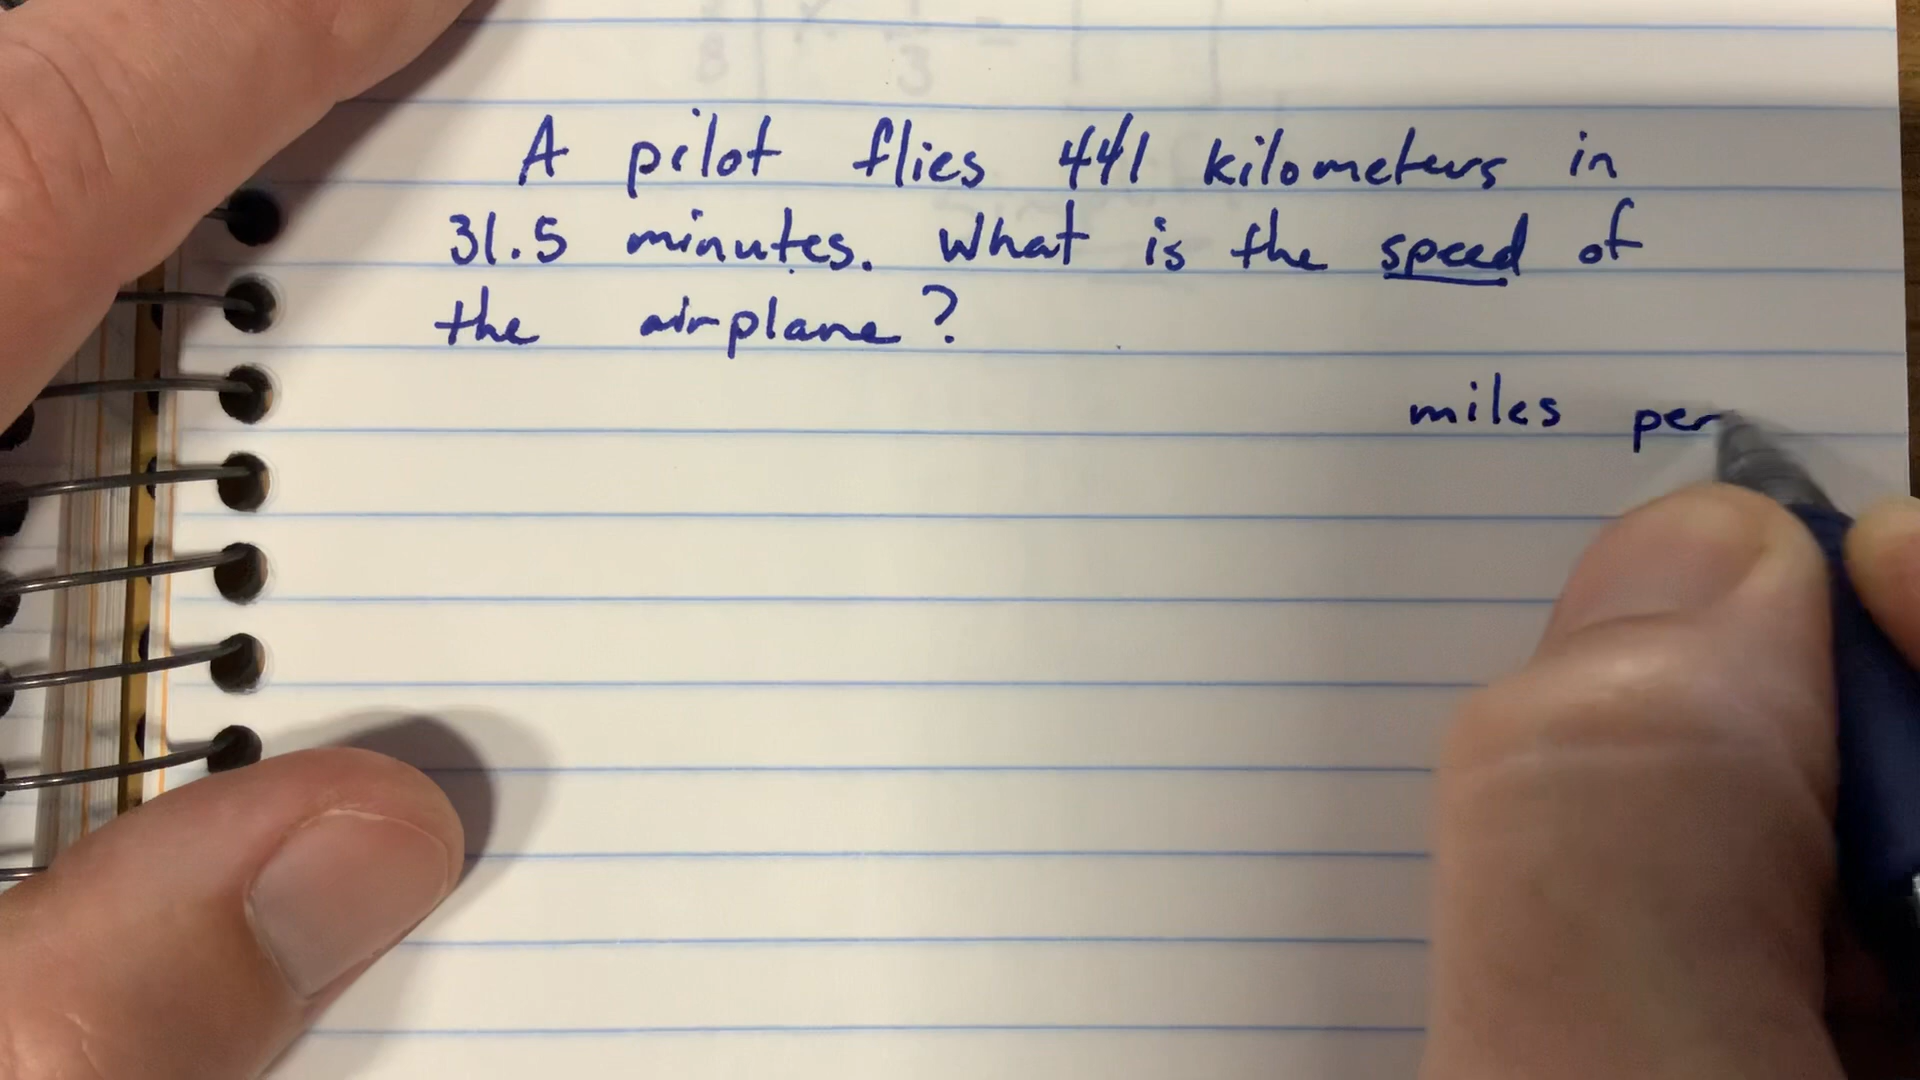 A pilot flies 441 kilometers in
31.5 minutes. What is the speed of
the airplane?
miles per